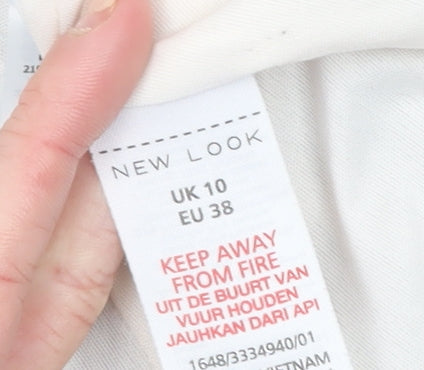 NEW LOOK
UK 10
EU 38
KEEP AWAY
FROM FIRE
UIT DE BUURT VAN
VUUR HOUDEN
JAUHKAN DARI API
1648/3334940/01
VIETNAM